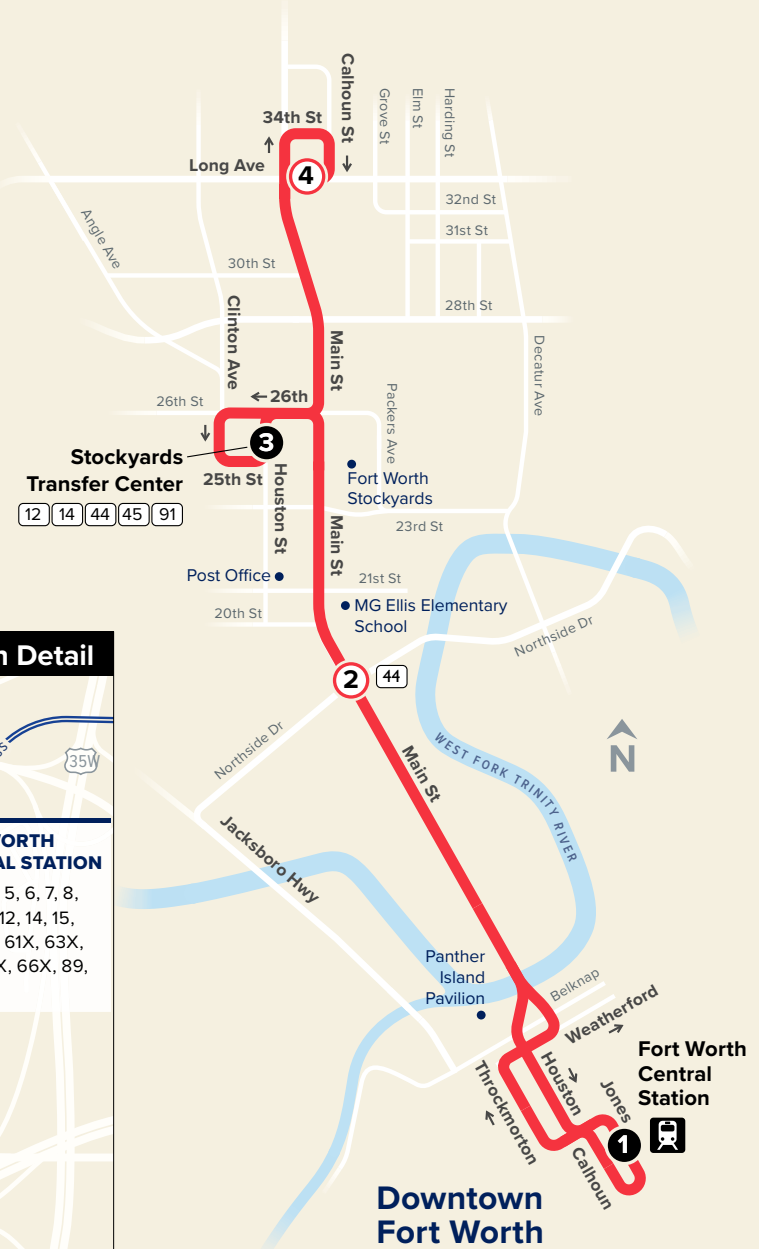 Calhoun St
34th St
Grove St
Elm St
Harding St
Long Ave
4
32nd St
31st St
Angle Ave
30th St
28th St
Clinton Ave
Main St
Decatur Ave
26th St
26th
Packers Ave
3
Stockyards
Transfer Center
12 14 44 45 91
25th St
Houston St
Fort Worth
Stockyards
Main St
23rd St
Post Office
21st St
20th St
MG Ellis Elementary
School
Northside Dr
2
44
Detail
35W
N
Northside Dr
Main St
WEST FORK TRINITY RIVER
Jacksboro Hwy
STATION
5, 6, 7, 8,
12, 14, 15,
61X, 63X,
66X, 89,
Panther
Island
Pavilion
Belknap
Weatherford
Fort Worth
Central
Station
Houston
Jones
Throckmorton
1
Calhoun
Downtown
Fort Worth